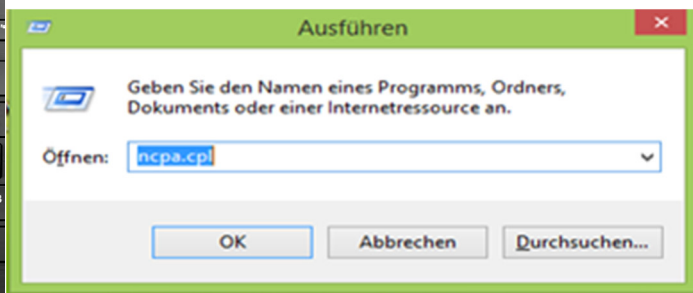 Ausführen
Geben Sie den Namen eines Programms, Ordners,
Dokuments oder einer Internetressource an.
Öffnen: ncpa.cpl
OK Abbrechen Durchsuchen...